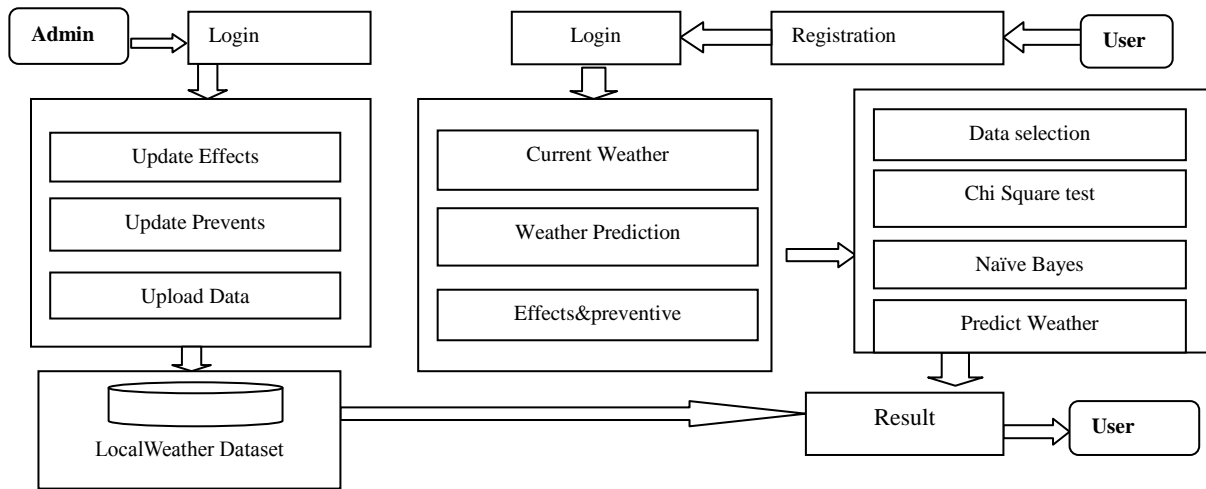 Admin
Login
Login
Registration
User
Update Effects
Update Prevents
Upload Data
Current Weather
Weather Prediction
Effects&preventive
Data selection
Chi Square test
Naïve Bayes
Predict Weather
LocalWeather Dataset
Result
User